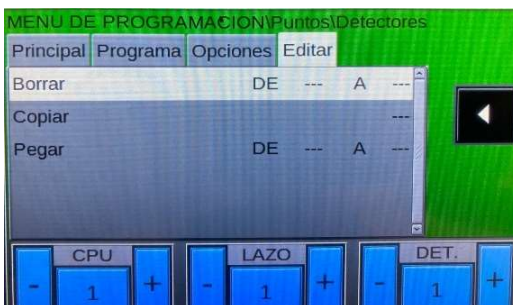 MENU DE PROGRAMACION\Puntos\Detectores
Principal Programa Opciones Editar
Borrar DE --- A ---
Copiar ---
Pegar DE --- A ---
CPU LAZO DET.
- 1 + - 1 + - 1 +